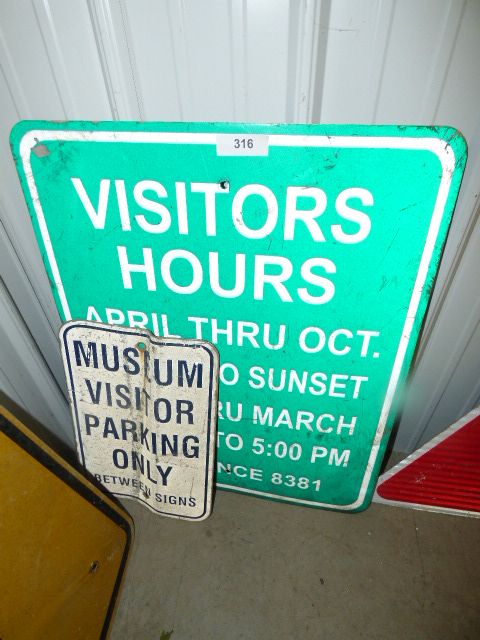 316
VISITORS
HOURS
APRIL THRU OCT.
O SUNSET
RU MARCH
TO 5:00 PM
NCE 8381
MUSEUM
VISITOR
PARKING
ONLY
BETWEEN SIGNS